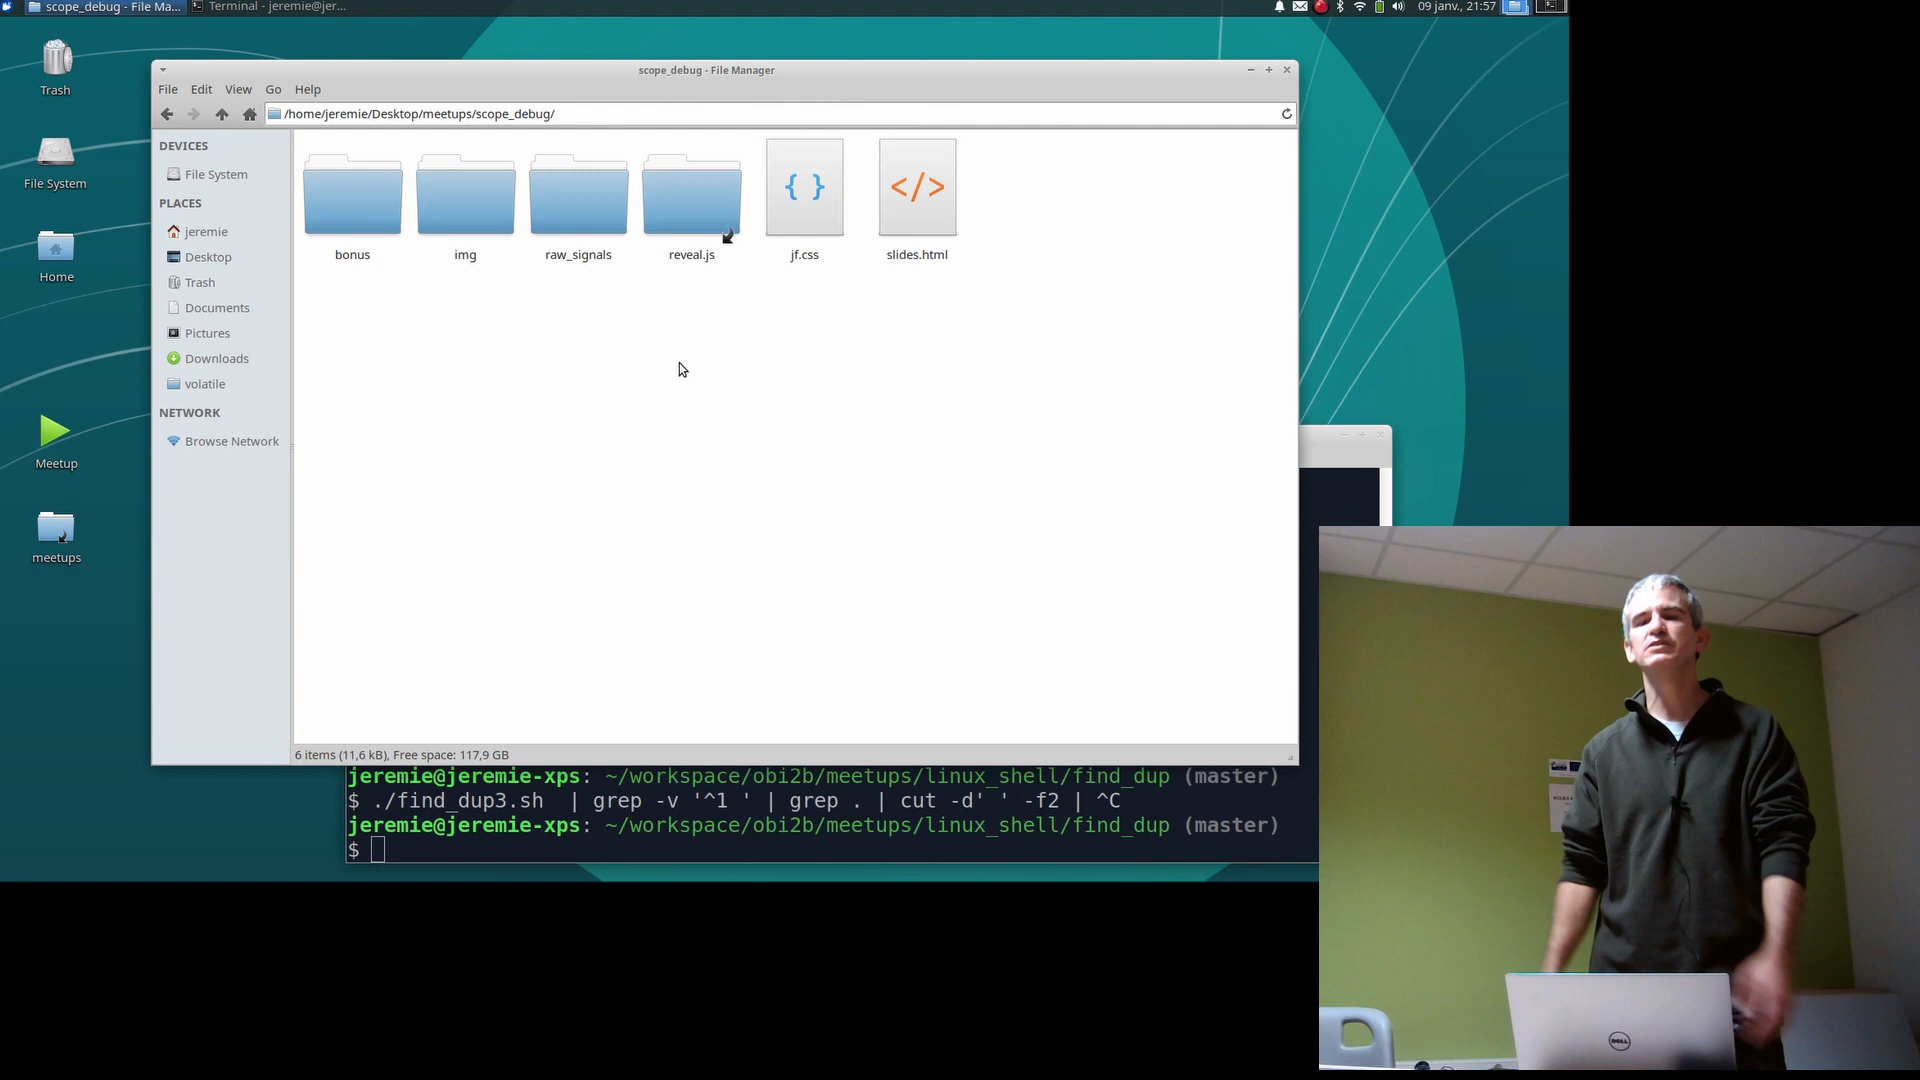 scope_debug - File Ma...
Terminal - jeremie@jer...
09 janv., 21:57
Trash
File System
Home
Meetup
meetups
scope_debug - File Manager
File Edit View Go Help
/home/jeremie/Desktop/meetups/scope_debug/
DEVICES
File System
PLACES
jeremie
Desktop
Trash
Documents
Pictures
Downloads
volatile
NETWORK
Browse Network
bonus
img
raw_signals
reveal.js
{ }
jf.css
</>
slides.html
6 items (11,6 kB), Free space: 117,9 GB
jeremie@jeremie-xps: ~/workspace/obi2b/meetups/linux_shell/find_dup (master)
$ ./find_dup3.sh  | grep -v '^1 ' | grep . | cut -d' ' -f2 | ^C
jeremie@jeremie-xps: ~/workspace/obi2b/meetups/linux_shell/find_dup (master)
$
DELL